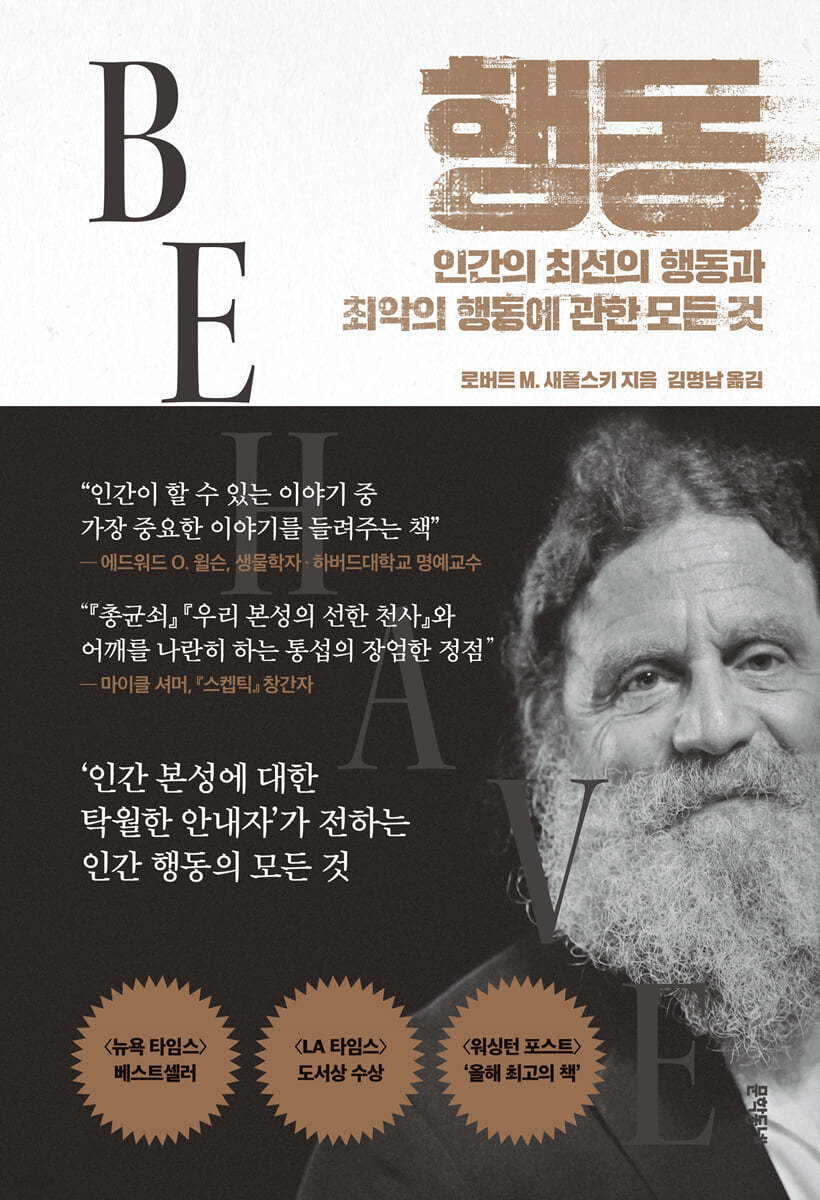 BEHAVE
행동
인간의 최선의 행동과
최악의 행동에 관한 모든 것
로버트 M. 새폴스키 지음 김명남 옮김
“인간이 할 수 있는 이야기 중
가장 중요한 이야기를 들려주는 책”
— 에드워드 O. 윌슨, 생물학자·하버드대학교 명예교수
“『총균쇠』『우리 본성의 선한 천사』와
어깨를 나란히 하는 통섭의 장엄한 정점”
— 마이클 셔머, 『스켑틱』 창간자
‘인간 본성에 대한
탁월한 안내자’가 전하는
인간 행동의 모든 것
〈뉴욕 타임스〉
베스트셀러
〈LA 타임스〉
도서상 수상
〈워싱턴 포스트〉
‘올해 최고의 책’
문학동네